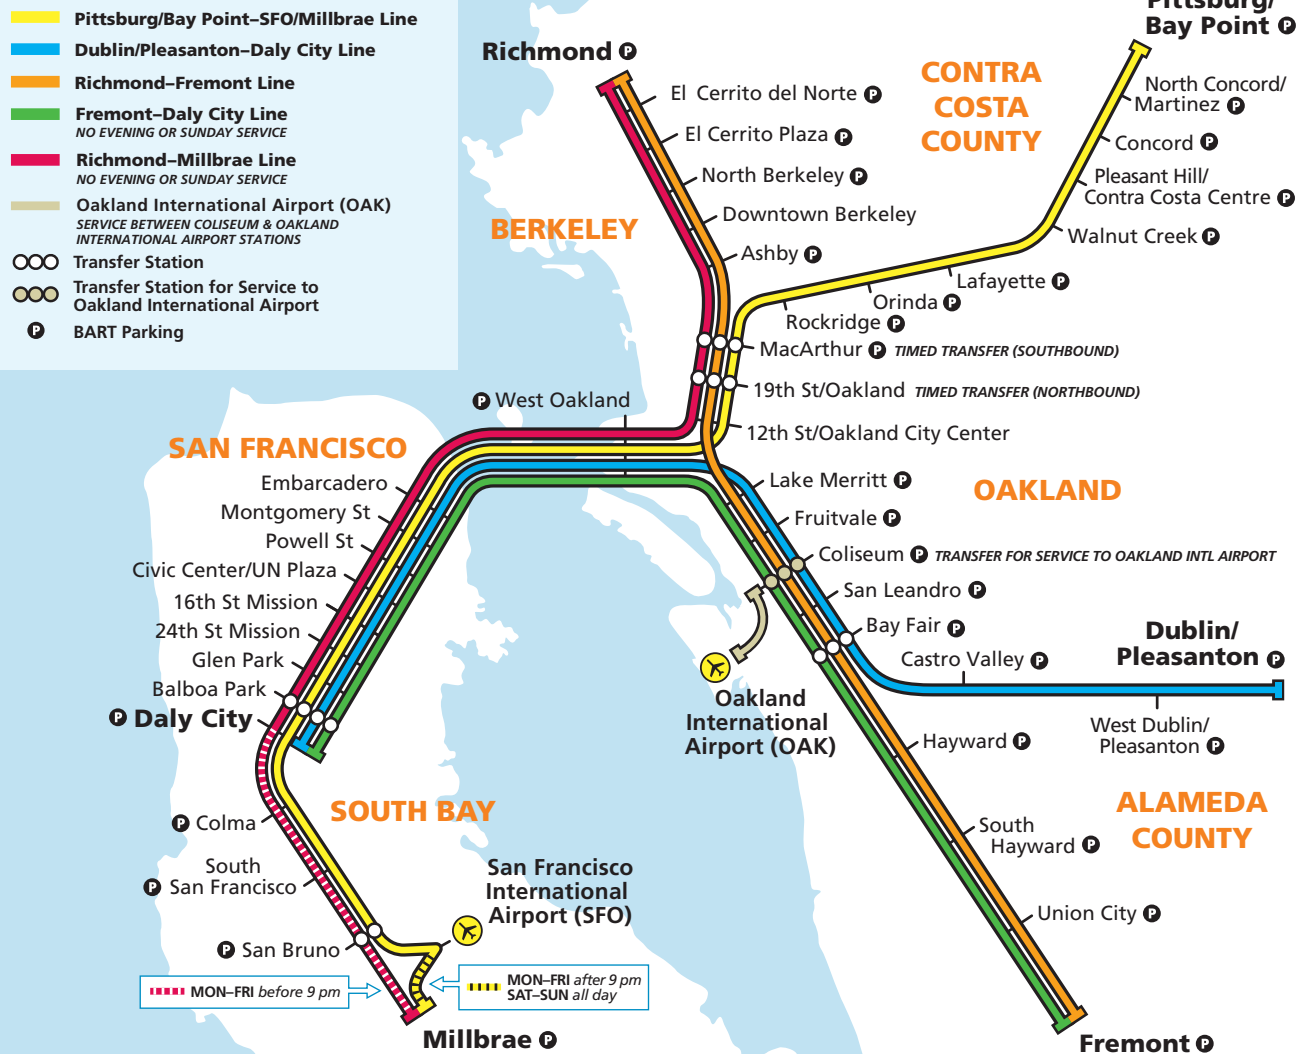 Pittsburg/Bay Point–SFO/Millbrae Line
Dublin/Pleasanton–Daly City Line
Richmond–Fremont Line
Fremont–Daly City Line
NO EVENING OR SUNDAY SERVICE
Richmond–Millbrae Line
NO EVENING OR SUNDAY SERVICE
Oakland International Airport (OAK)
SERVICE BETWEEN COLISEUM & OAKLAND
INTERNATIONAL AIRPORT STATIONS
Transfer Station
Transfer Station for Service to
Oakland International Airport
P BART Parking
Richmond P
Pittsburg/
Bay Point P
El Cerrito del Norte P
El Cerrito Plaza P
North Berkeley P
Downtown Berkeley
Ashby P
BERKELEY
CONTRA
COSTA
COUNTY
North Concord/
Martinez P
Concord P
Pleasant Hill/
Contra Costa Centre P
Walnut Creek P
Lafayette P
Orinda P
Rockridge P
MacArthur P TIMED TRANSFER (SOUTHBOUND)
19th St/Oakland TIMED TRANSFER (NORTHBOUND)
12th St/Oakland City Center
P West Oakland
SAN FRANCISCO
Embarcadero
Montgomery St
Powell St
Civic Center/UN Plaza
16th St Mission
24th St Mission
Glen Park
Balboa Park
P Daly City
OAKLAND
Lake Merritt P
Fruitvale P
Coliseum P TRANSFER FOR SERVICE TO OAKLAND INTL AIRPORT
San Leandro P
Bay Fair P
Castro Valley P
Dublin/
Pleasanton P
West Dublin/
Pleasanton P
Oakland
International
Airport (OAK)
Hayward P
South
Hayward P
Union City P
Fremont P
ALAMEDA
COUNTY
SOUTH BAY
P Colma
South
P San Francisco
P San Bruno
San Francisco
International
Airport (SFO)
MON–FRI before 9 pm
MON–FRI after 9 pm
SAT–SUN all day
Millbrae P